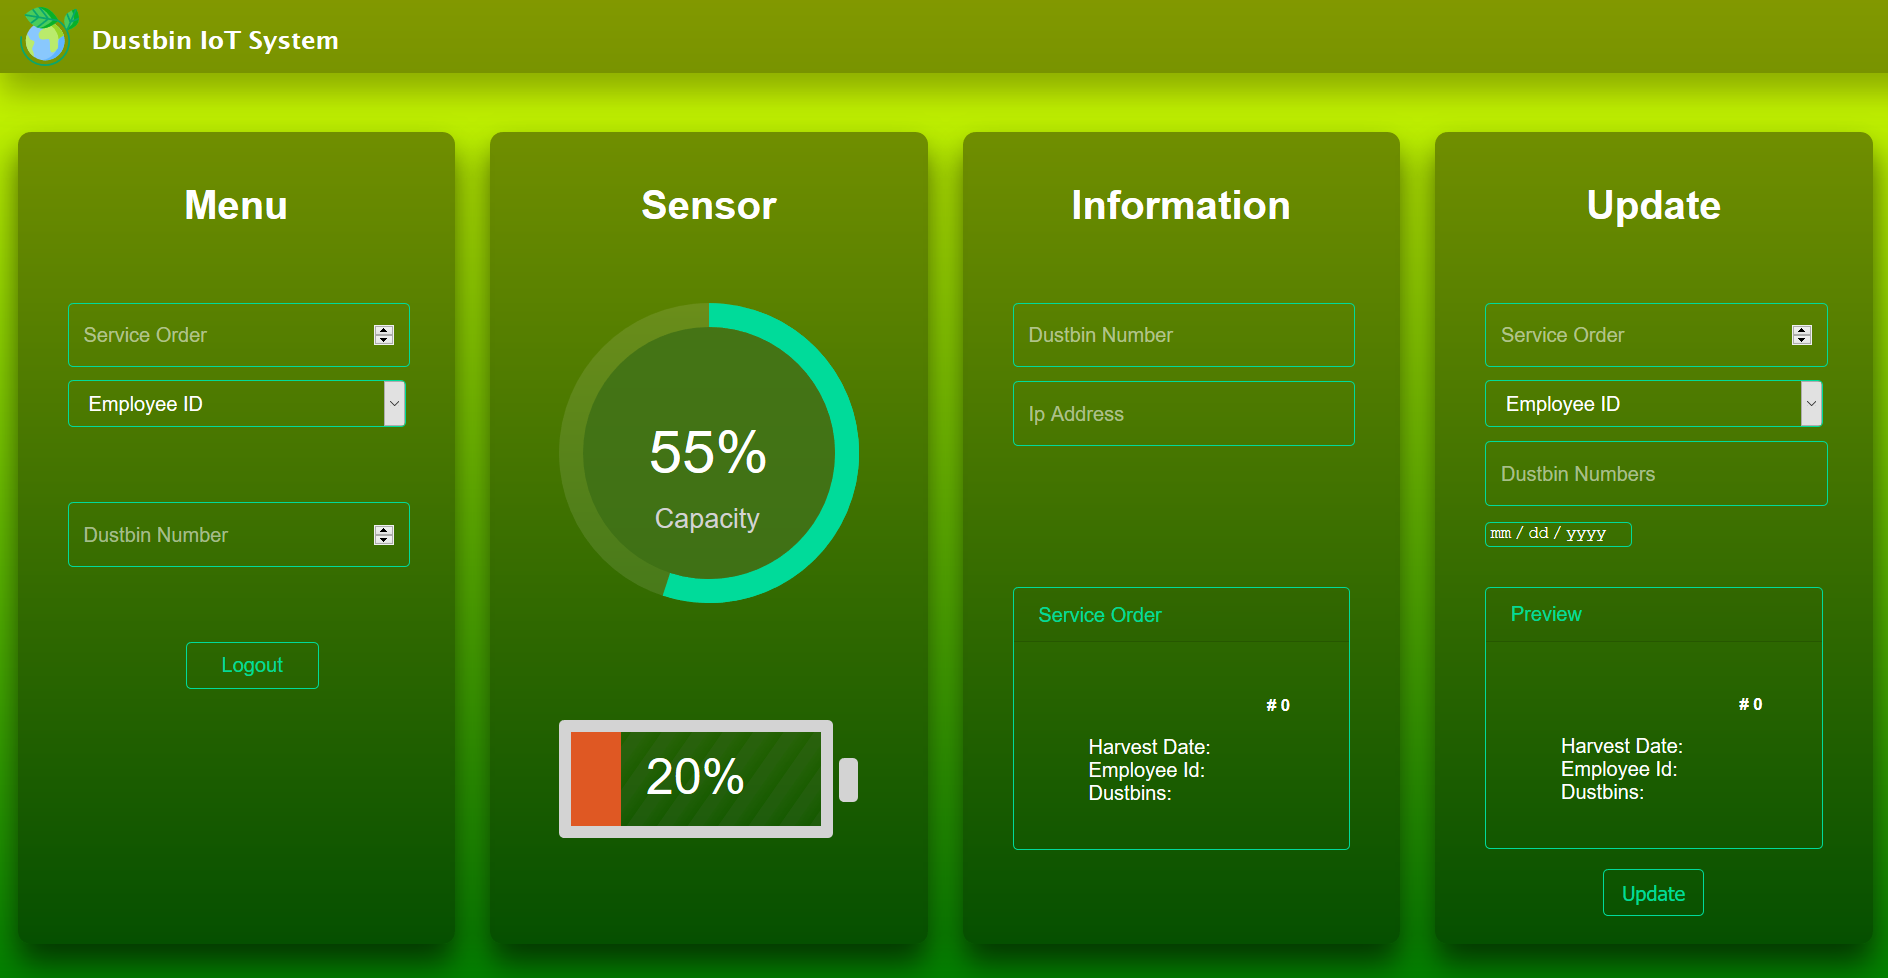 Dustbin IoT System
Menu
Service Order
Employee ID
Dustbin Number
Logout
Sensor
55%
Capacity
20%
Information
Dustbin Number
Ip Address
Service Order
# 0
Harvest Date:
Employee Id:
Dustbins:
Update
Service Order
Employee ID
Dustbin Numbers
mm / dd / yyyy
Preview
# 0
Harvest Date:
Employee Id:
Dustbins:
Update